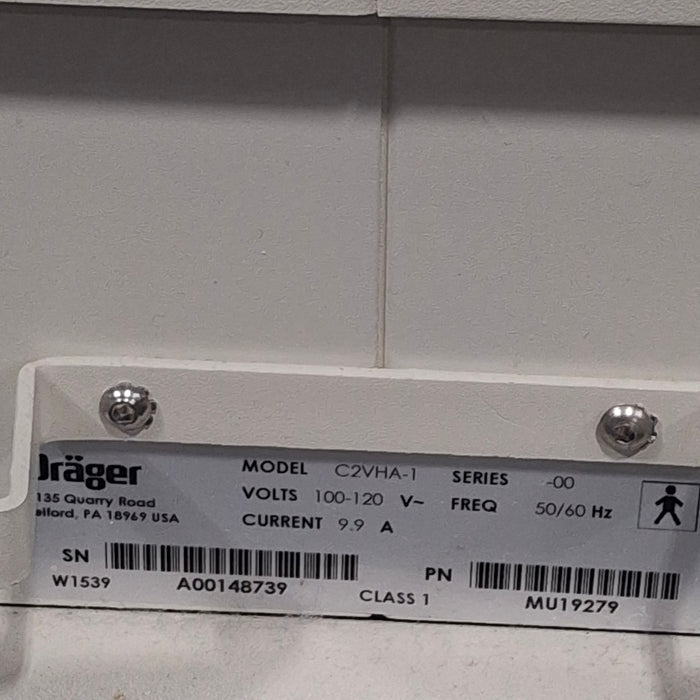 Dräger
135 Quarry Road
elford, PA 18969 USA
MODEL C2VHA-1 SERIES -00
VOLTS 100-120 V~ FREQ 50/60 Hz
CURRENT 9.9 A
SN
W1539 A00148739
CLASS 1
PN
MU19279